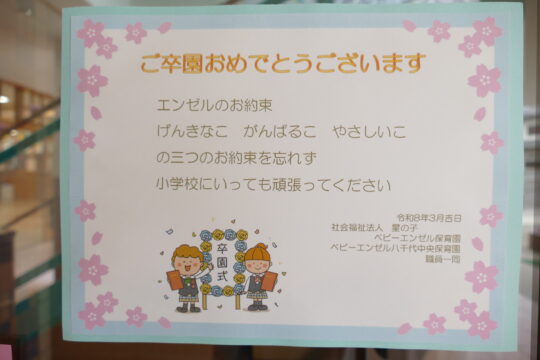 ご卒園おめでとうございます
エンゼルのお約束
げんきなこ　がんばるこ　やさしいこ
の三つのお約束を忘れず
小学校にいっても頑張ってください
令和8年3月吉日
社会福祉法人　愛の子
ベビーエンゼル保育園
ベビーエンゼル八千代中央保育園
職員一同
卒園式